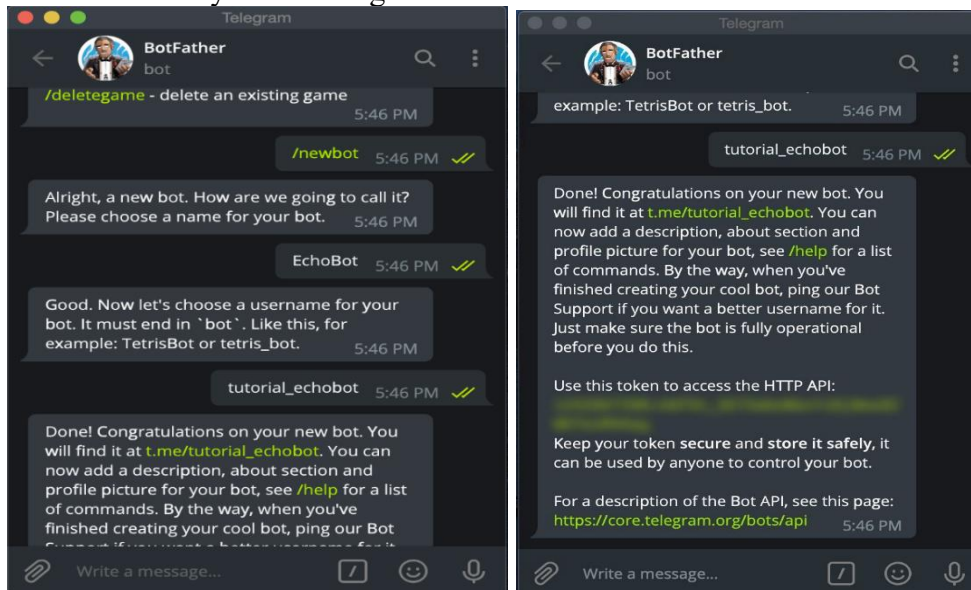 Telegram
BotFather
bot
/deletegame - delete an existing game
5:46 PM
/newbot 5:46 PM
Alright, a new bot. How are we going to call it?
Please choose a name for your bot. 5:46 PM
EchoBot 5:46 PM
Good. Now let's choose a username for your
bot. It must end in `bot`. Like this, for
example: TetrisBot or tetris_bot. 5:46 PM
tutorial_echobot 5:46 PM
Done! Congratulations on your new bot. You
will find it at t.me/tutorial_echobot. You can
now add a description, about section and
profile picture for your bot, see /help for a list
of commands. By the way, when you've
finished creating your cool bot, ping our Bot
Support if you want a better username for it.
Write a message...
Telegram
BotFather
bot
example: TetrisBot or tetris_bot. 5:46 PM
tutorial_echobot 5:46 PM
Done! Congratulations on your new bot. You
will find it at t.me/tutorial_echobot. You can
now add a description, about section and
profile picture for your bot, see /help for a list
of commands. By the way, when you've
finished creating your cool bot, ping our Bot
Support if you want a better username for it.
Just make sure the bot is fully operational
before you do this.
Use this token to access the HTTP API:
Keep your token secure and store it safely, it
can be used by anyone to control your bot.
For a description of the Bot API, see this page:
https://core.telegram.org/bots/api 5:46 PM
Write a message...